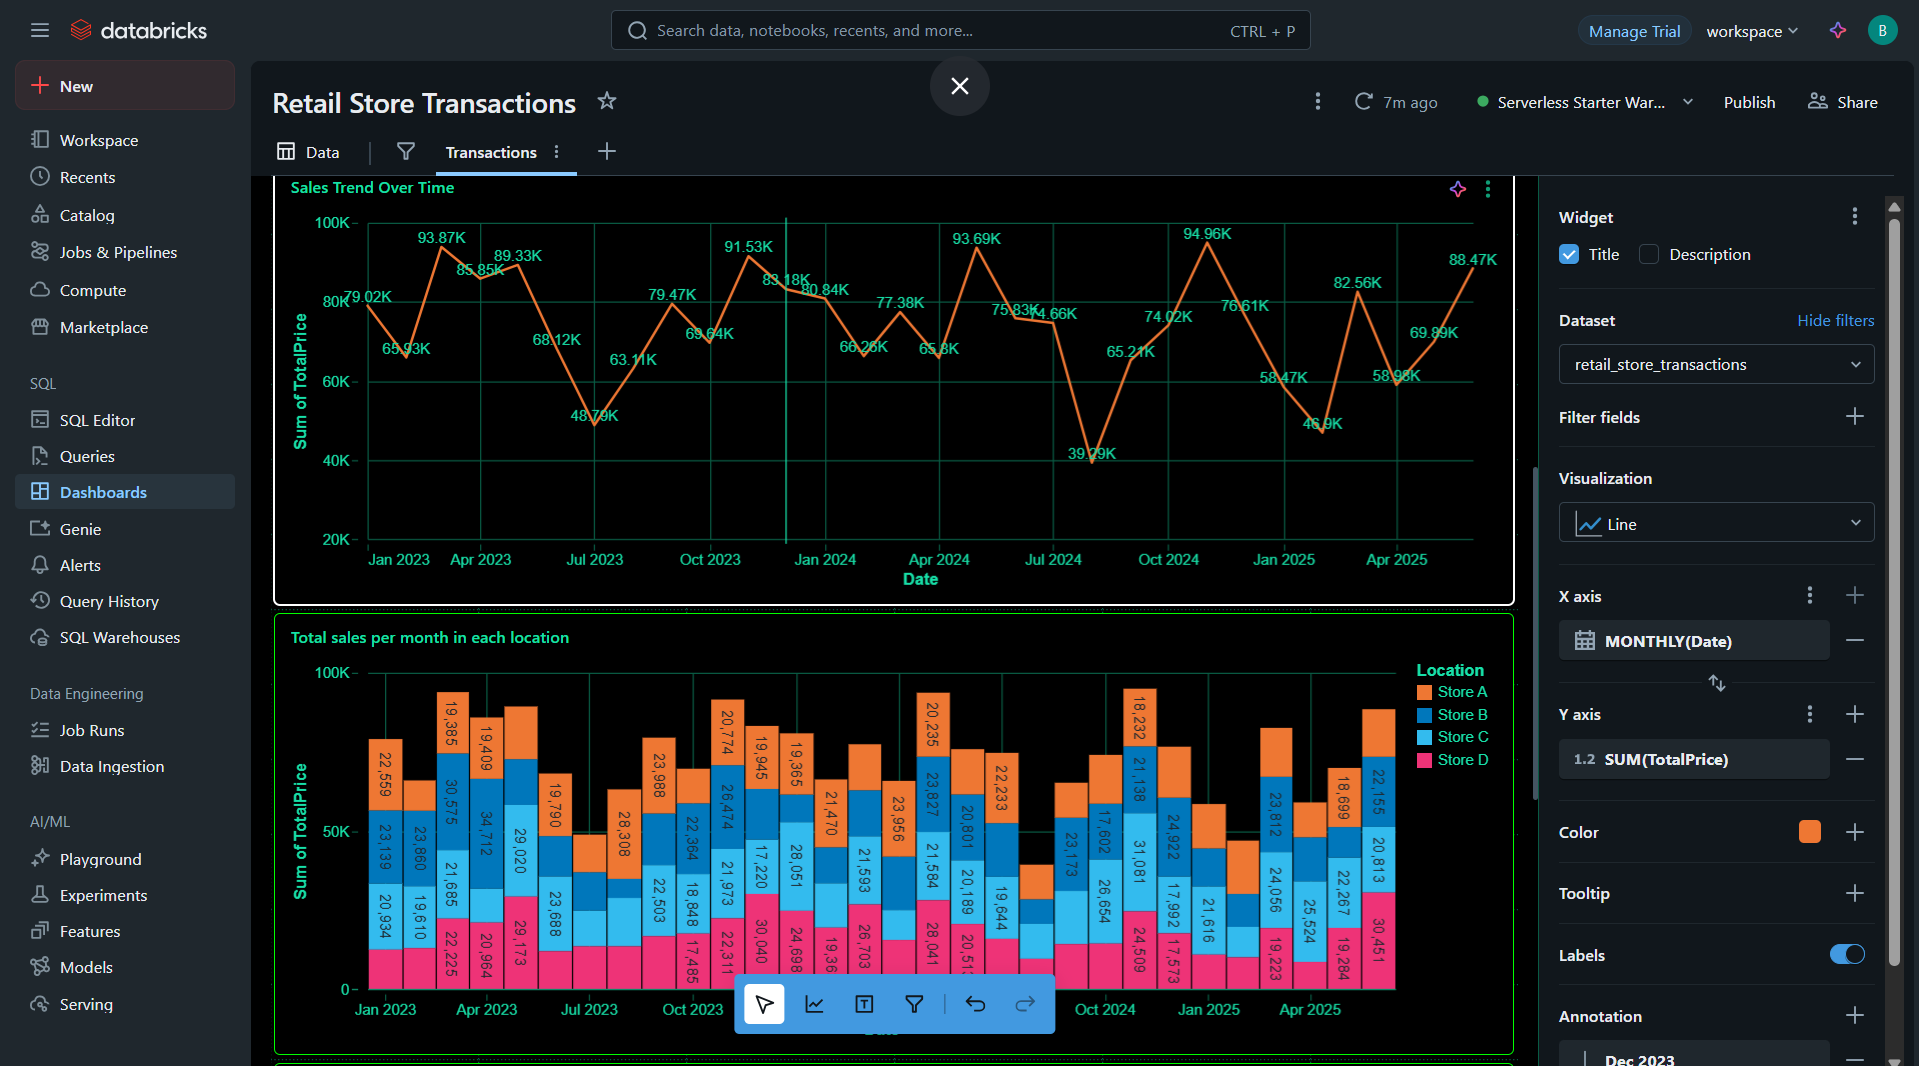 databricks
Search data, notebooks, recents, and more...
CTRL + P
Manage Trial
workspace
B
New
Workspace
Recents
Catalog
Jobs & Pipelines
Compute
Marketplace
SQL
SQL Editor
Queries
Dashboards
Genie
Alerts
Query History
SQL Warehouses
Data Engineering
Job Runs
Data Ingestion
AI/ML
Playground
Experiments
Features
Models
Serving
Retail Store Transactions
7m ago
Serverless Starter War...
Publish
Share
Data
Transactions
Sales Trend Over Time
Sum of TotalPrice
100K
80K
60K
40K
20K
79.02K
65.93K
93.87K
85.85K
89.33K
68.12K
48.79K
63.11K
79.47K
69.64K
91.53K
83.18K
80.84K
66.26K
77.38K
65.8K
93.69K
75.83K
74.66K
39.29K
65.21K
74.02K
94.96K
76.61K
58.47K
46.9K
82.56K
58.98K
69.89K
88.47K
Jan 2023
Apr 2023
Jul 2023
Oct 2023
Jan 2024
Apr 2024
Jul 2024
Oct 2024
Jan 2025
Apr 2025
Date
Total sales per month in each location
Sum of TotalPrice
100K
50K
0
22,559
23,139
20,934
23,860
19,610
19,385
30,575
21,685
22,225
19,409
34,712
20,964
29,020
29,173
19,790
23,688
28,308
23,988
22,503
22,364
18,848
17,485
20,774
26,474
21,973
22,311
19,945
17,220
30,040
19,365
28,051
24,698
21,470
21,593
26,703
23,956
20,235
23,827
21,584
28,041
20,801
20,189
22,233
19,644
23,173
17,602
26,654
18,232
21,138
31,081
24,509
24,922
17,992
17,573
21,616
23,812
24,056
19,223
25,524
18,699
22,267
19,284
22,155
20,813
30,451
Jan 2023
Apr 2023
Jul 2023
Oct 2023
Oct 2024
Jan 2025
Apr 2025
Location
Store A
Store B
Store C
Store D
Widget
Title
Description
Dataset
Hide filters
retail_store_transactions
Filter fields
Visualization
Line
X axis
MONTHLY(Date)
Y axis
1.2 SUM(TotalPrice)
Color
Tooltip
Labels
Annotation
Dec 2023